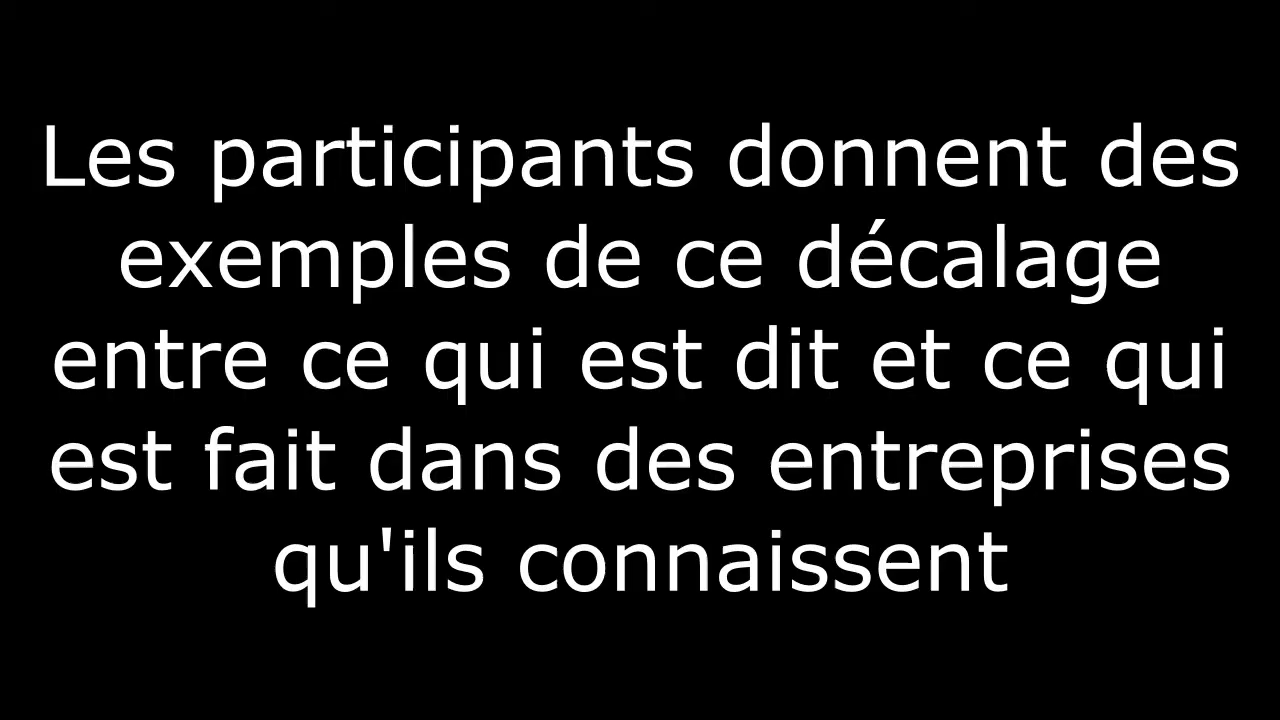 Les participants donnent des
exemples de ce décalage
entre ce qui est dit et ce qui
est fait dans des entreprises
qu'ils connaissent